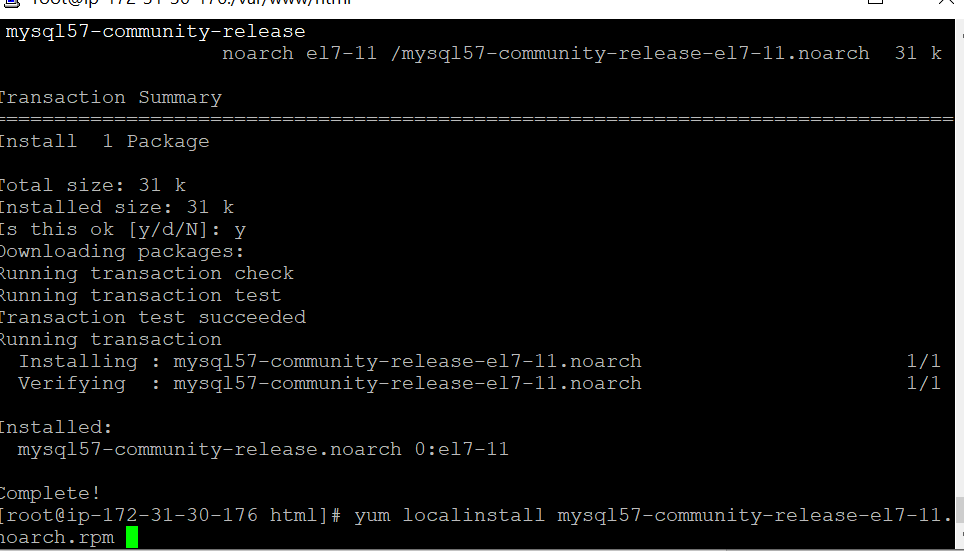 root@ip-172-31-30-176:/var/www/html
mysql57-community-release
noarch el7-11 /mysql57-community-release-el7-11.noarch 31 k
Transaction Summary
================================================================================
Install 1 Package
Total size: 31 k
Installed size: 31 k
Is this ok [y/d/N]: y
Downloading packages:
Running transaction check
Running transaction test
Transaction test succeeded
Running transaction
Installing : mysql57-community-release-el7-11.noarch 1/1
Verifying : mysql57-community-release-el7-11.noarch 1/1
Installed:
mysql57-community-release.noarch 0:el7-11
Complete!
[root@ip-172-31-30-176 html]# yum localinstall mysql57-community-release-el7-11.
noarch.rpm